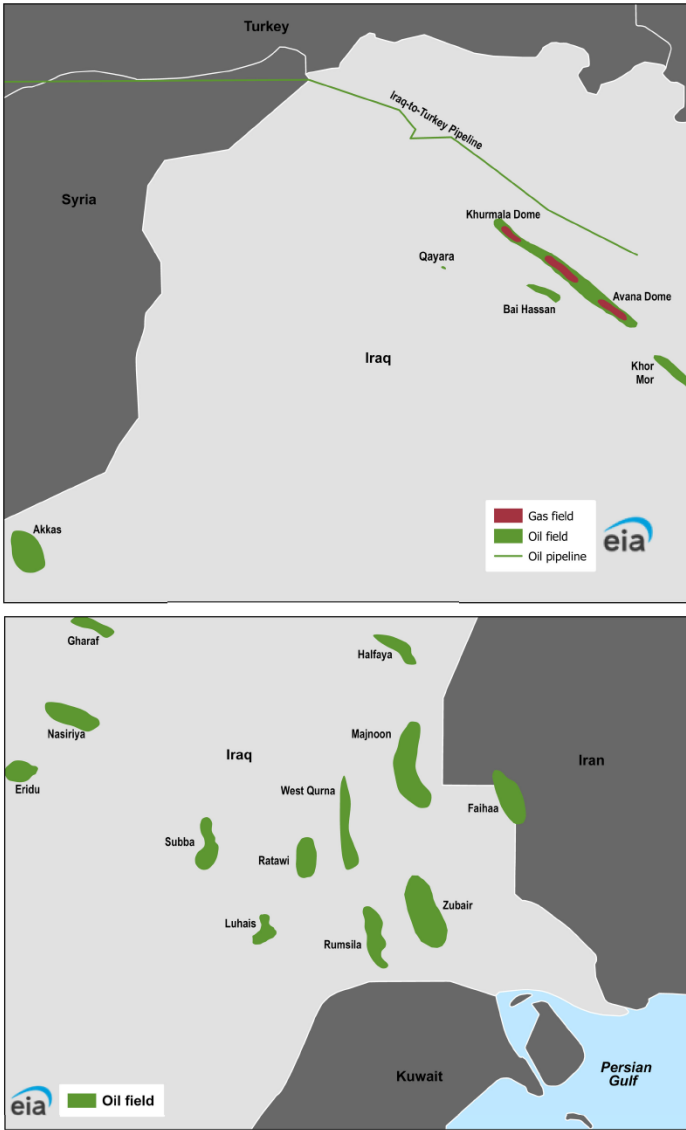 Turkey
Iraq-to-Turkey Pipeline
Syria
Khurmala Dome
Qayara
Avana Dome
Bai Hassan
Iraq
Khor
Mor
Akkas
Gas field
Oil field
Oil pipeline
eia
Gharaf
Halfaya
Nasiriya
Majnoon
Iraq
Iran
Eridu
West Qurna
Faihaa
Subba
Ratawi
Zubair
Luhais
Rumsila
Kuwait
Persian
Gulf
eia
Oil field